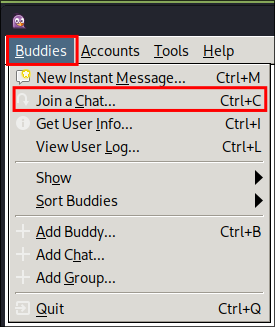 Buddies Accounts Tools Help
New Instant Message... Ctrl+M
Join a Chat... Ctrl+C
Get User Info... Ctrl+I
View User Log... Ctrl+L
Show
Sort Buddies
Add Buddy... Ctrl+B
Add Chat...
Add Group...
Quit Ctrl+Q